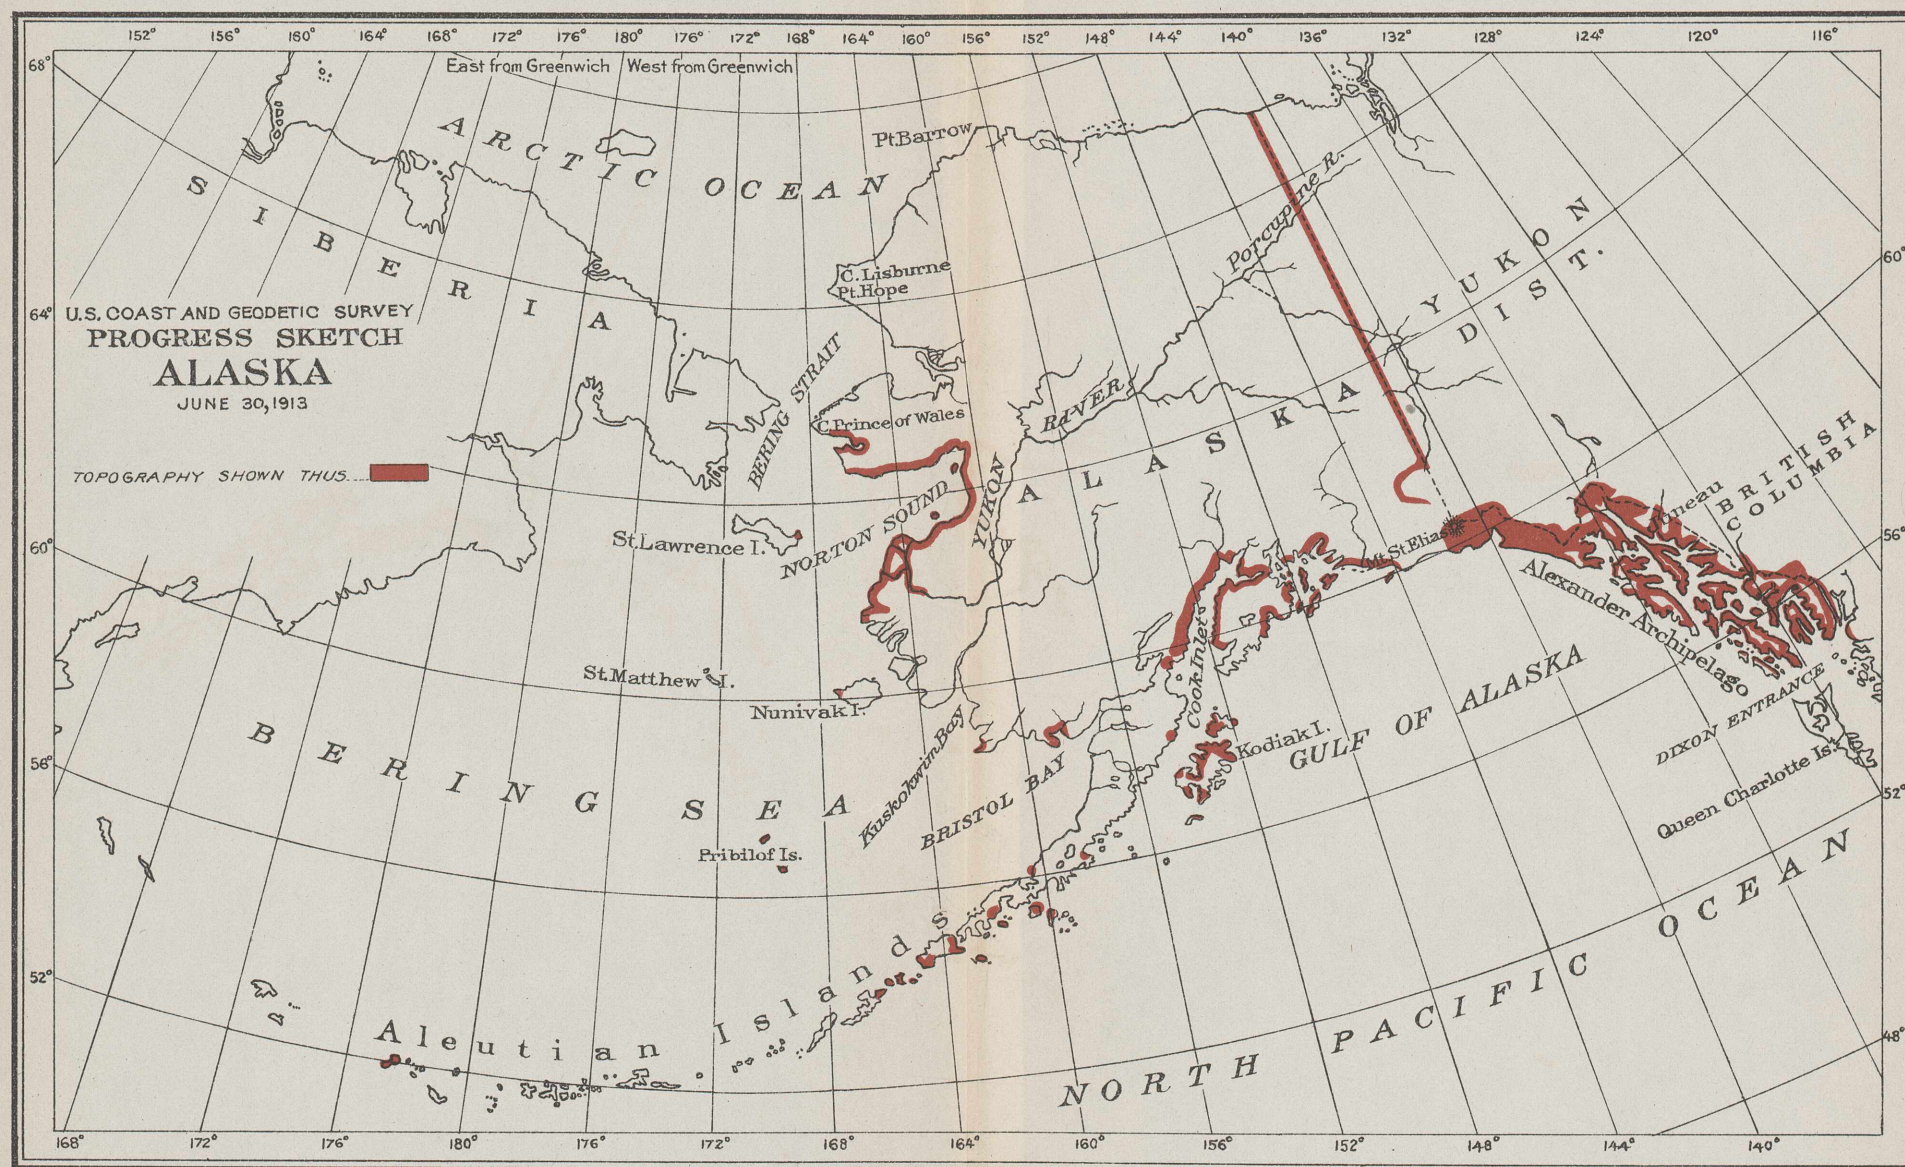 152° 156° 160° 164° 168° 172° 176° 180° 176° 172° 168° 164° 160° 156° 152° 148° 144° 140° 136° 132° 128° 124° 120° 116°
East from Greenwich West from Greenwich
68°
64°
60°
56°
52°
60°
56°
52°
48°
ARCTIC OCEAN
Pt.Barrow
SIBERIA
C.Lisburne
Pt.Hope
Porcupine R.
YUKON
DIST.
U.S. COAST AND GEODETIC SURVEY
PROGRESS SKETCH
ALASKA
JUNE 30, 1913
TOPOGRAPHY SHOWN THUS....
BERING STRAIT
C.Prince of Wales
YUKON RIVER
ALASKA
BRITISH
COLUMBIA
Juneau
St.Lawrence I.
NORTON SOUND
Mt.St.Elias
Alexander Archipelago
Cook Inlet
St.Matthew I.
Nunivak I.
Kuskokwim Bay
BRISTOL BAY
Kodiak I.
GULF OF ALASKA
DIXON ENTRANCE
Queen Charlotte Is.
BERING SEA
Pribilof Is.
Aleutian Islands
NORTH PACIFIC OCEAN
168° 172° 176° 180° 176° 172° 168° 164° 160° 156° 152° 148° 144° 140°